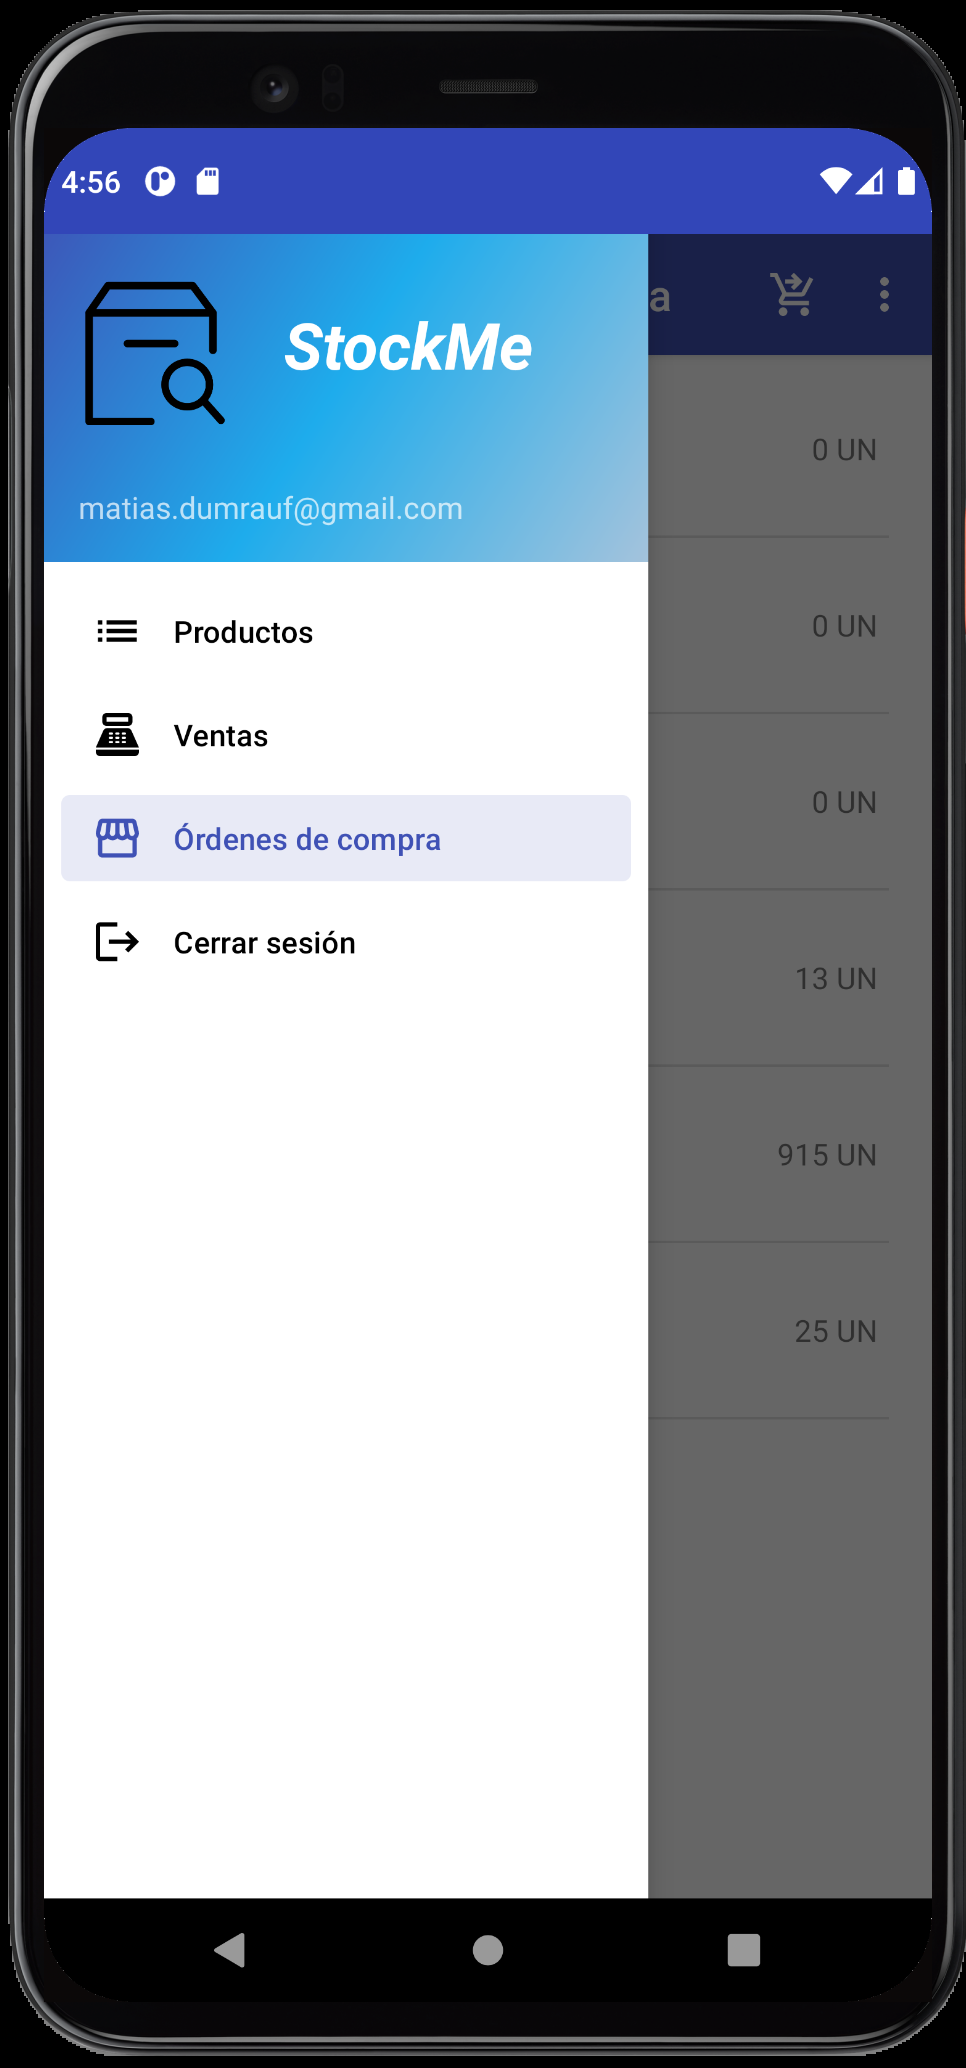 4:56
StockMe
matias.dumrauf@gmail.com
Productos
Ventas
Órdenes de compra
Cerrar sesión
a
0 UN
0 UN
0 UN
13 UN
915 UN
25 UN